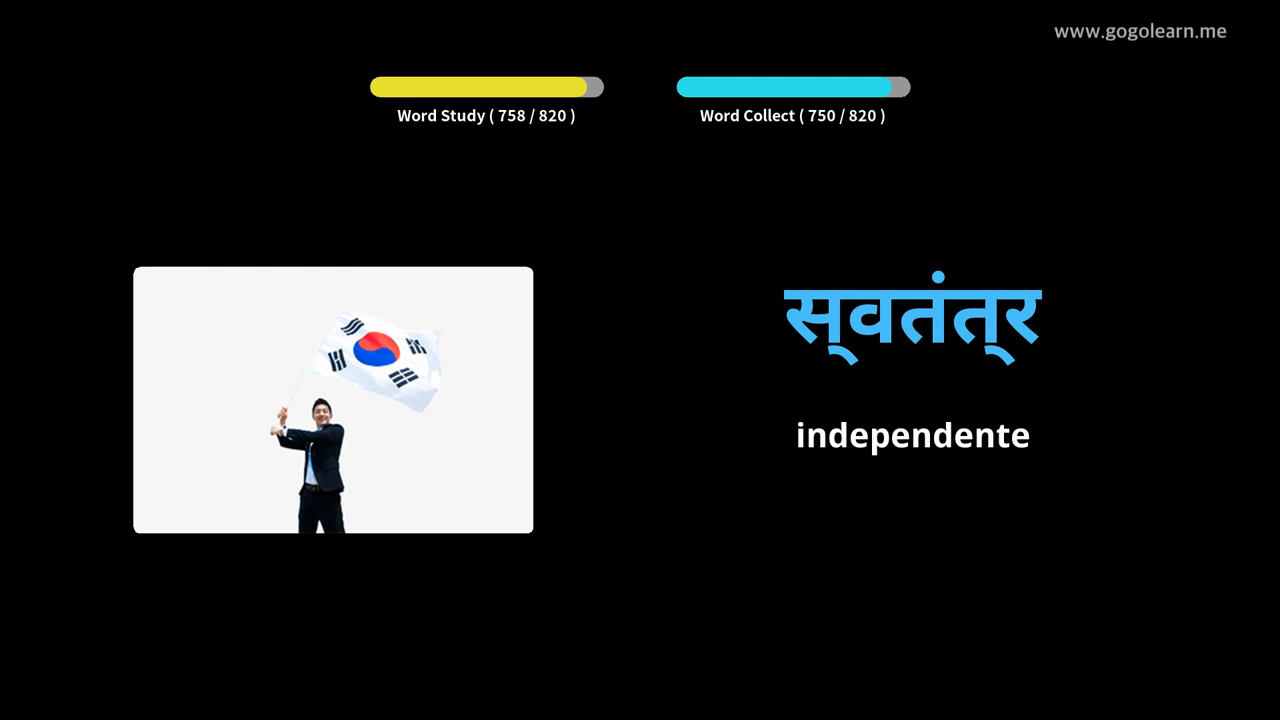 www.gogolearn.me
Word Study ( 758 / 820 )
Word Collect ( 750 / 820 )
स्वतंत्र
independente